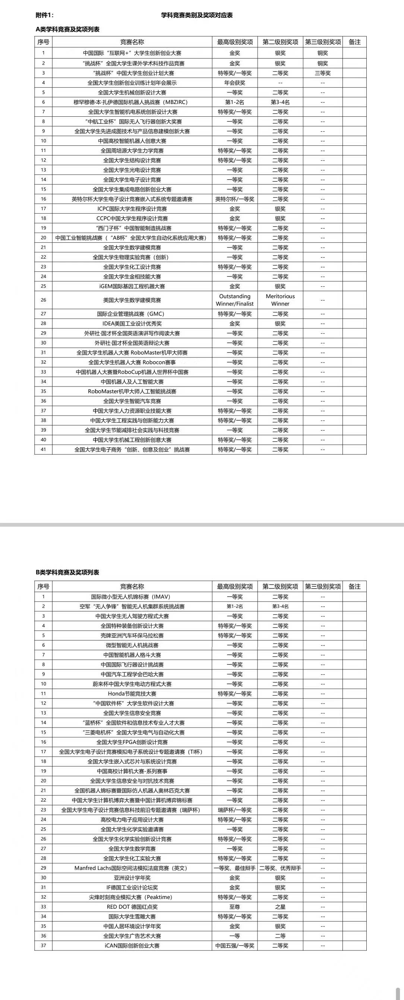 附件1： 学科竞赛类别及奖项对应表
A类学科竞赛及奖项列表
序号 竞赛名称 最高级别奖项 第二级别奖项 第三级别奖项 备注
1 中国国际“互联网+”大学生创新创业大赛 金奖 银奖 铜奖
2 “挑战杯”全国大学生课外学术科技作品竞赛 金奖 银奖 铜奖
3 “挑战杯”中国大学生创业计划大赛 特等奖/一等奖 二等奖 三等奖
4 全国大学生创新创业训练计划年会展示 年会获奖 -- --
5 全国大学生机械创新设计大赛 一等奖 二等奖 --
6 穆罕穆德·本·扎伊德国际机器人挑战赛（MBZIRC） 第1-2名 第3-4名 --
7 全国大学生智能机电系统创新设计大赛 特等奖/一等奖 二等奖 --
8 “中航工业杯”国际无人飞行器创新大奖赛 一等奖 二等奖 --
9 全国大学生先进成图技术与产品信息建模创新大赛 一等奖 二等奖 --
10 中国高校智能机器人创意大赛 一等奖 二等奖 --
11 全国周培源大学生力学竞赛 特等奖/一等奖 二等奖 --
12 全国大学生结构设计竞赛 特等奖/一等奖 二等奖 --
13 全国大学生光电设计竞赛 一等奖 二等奖 --
14 全国大学生电子设计竞赛 一等奖 二等奖 --
15 全国大学生集成电路创新创业大赛 一等奖 二等奖 --
16 英特尔杯大学生电子设计竞赛嵌入式系统专题邀请赛 英特尔杯/一等奖 二等奖 --
17 ICPC国际大学生程序设计竞赛 金奖 银奖 --
18 CCPC中国大学生程序设计竞赛 金奖 银奖 --
19 “西门子杯”中国智能制造挑战赛 特等奖/一等奖 二等奖 --
20 中国工业智能挑战赛（“AB杯”全国大学生自动化系统应用大赛） 特等奖/一等奖 二等奖 --
21 全国大学生数学建模竞赛 一等奖 二等奖 --
22 全国大学生物理实验竞赛（创新） 一等奖 二等奖 --
23 全国大学生化工设计竞赛 特等奖/一等奖 二等奖 --
24 全国大学生金相技能大赛 一等奖 二等奖 --
25 iGEM国际基因工程机器大赛 金奖 银奖 --
26 美国大学生数学建模竞赛 Outstanding Winner/Finalist Meritorious Winner --
27 国际企业管理挑战赛（GMC） 特等奖/一等奖 二等奖 --
28 IDEA美国工业设计优秀奖 金奖 银奖 --
29 外研社·国才杯全国英语演讲写作阅读大赛 一等奖 二等奖 --
30 外研社·国才杯全国英语辩论大赛 一等奖 二等奖 --
31 全国大学生机器人大赛 RoboMaster机甲大师赛 一等奖 二等奖 --
32 全国大学生机器人大赛 Robocon赛事 一等奖 二等奖 --
33 中国机器人大赛暨RoboCup机器人世界杯中国赛 一等奖 二等奖 --
34 中国机器人及人工智能大赛 一等奖 二等奖 --
35 RoboMaster机甲大师人工智能挑战赛 一等奖 二等奖 --
36 全国大学生智能汽车竞赛 一等奖 二等奖 --
37 中国大学生人力资源职业技能大赛 特等奖/一等奖 二等奖 --
38 中国大学生工程实践与创新能力大赛 特等奖/一等奖 二等奖 --
39 全国大学生节能减排社会实践与科技竞赛 一等奖 二等奖 --
40 中国大学生机械工程创新创意大赛 特等奖/一等奖 二等奖 --
41 全国大学生电子商务“创新、创意及创业”挑战赛 特等奖/一等奖 二等奖 --
B类学科竞赛及奖项列表
序号 竞赛名称 最高级别奖项 第二级别奖项 第三级别奖项 备注
1 国际微小型无人机锦标赛（IMAV） 一等奖 二等奖 --
2 空军“无人争锋”智能无人机集群系统挑战赛 第1-2名 第3-4名 --
3 中国大学生无人驾驶方程式大赛 一等奖 二等奖 --
4 全国特种装备创新设计大赛 特等奖/一等奖 二等奖 --
5 壳牌亚洲汽车环保马拉松赛 特等奖/一等奖 二等奖 --
6 微型智能无人机挑战赛 一等奖 二等奖 --
7 中国智能机器人格斗大赛 一等奖 二等奖 --
8 中国国际飞行器设计挑战赛 一等奖 二等奖 --
9 中国汽车工程学会巴哈大赛 一等奖 二等奖 --
10 蔚来杯中国大学生电动方程式大赛 一等奖 二等奖 --
11 Honda节能竞技大赛 特等奖/一等奖 二等奖 --
12 “中国软件杯”大学生软件设计大赛 一等奖 二等奖 --
13 全国大学生信息安全竞赛 一等奖 二等奖 --
14 “蓝桥杯”全国软件和信息技术专业人才大赛 一等奖 二等奖 --
15 “三菱电机杯”全国大学生电气与自动化大赛 一等奖 二等奖 --
16 全国大学生FPGA创新设计竞赛 一等奖 二等奖 --
17 全国大学生电子设计竞赛模拟电子系统设计专题邀请赛（TI杯） 一等奖 二等奖 --
18 全国大学生嵌入式芯片与系统设计竞赛 一等奖 二等奖 --
19 中国高校计算机大赛-系列赛事 一等奖 二等奖 --
20 全国大学生信息安全与对抗技术竞赛 一等奖 二等奖 --
21 全国机器人锦标赛暨国际仿人机器人奥林匹克大赛 一等奖 二等奖 --
22 中国大学生计算机博弈大赛暨中国计算机博弈锦标赛 一等奖 二等奖 --
23 全国大学生电子设计竞赛信息科技前沿专题邀请赛（瑞萨杯） 瑞萨杯/一等奖 二等奖 --
24 高校电力电子应用设计大赛 特等奖/一等奖 二等奖 --
25 全国大学生化学实验邀请赛 一等奖 二等奖 --
26 全国大学生化学实验创新设计竞赛 特等奖/一等奖 二等奖 --
27 全国大学生数学竞赛 一等奖 二等奖 --
28 全国大学生化工实验大赛 特等奖/一等奖 二等奖 --
29 Manfred Lachs国际空间法模拟法庭竞赛（英文） 一等奖、最佳辩手 二等奖、优秀辩手 --
30 亚洲设计学年奖 金奖 银奖 --
31 IF德国工业设计论坛奖 金奖 银奖 --
32 尖烽时刻商业模拟大赛（Peaktime） 特等奖/一等奖 二等奖 --
33 RED DOT 德国红点奖 至尊 之星 --
34 国际大学生雪雕大赛 特等奖/一等奖 二等奖 --
35 中国人居环境设计学年奖 金奖 银奖 --
36 全国大学生广告艺术大赛 一等 二等 --
37 iCAN国际创新创业大赛 中国五强/一等奖 二等奖 --